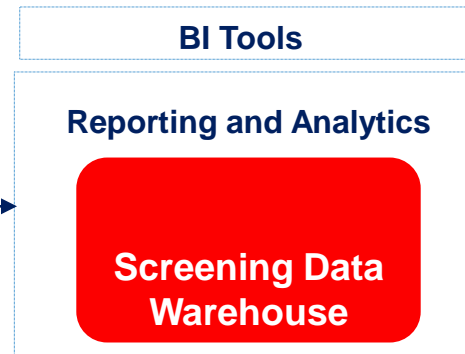 BI Tools
Reporting and Analytics
Screening Data
Warehouse